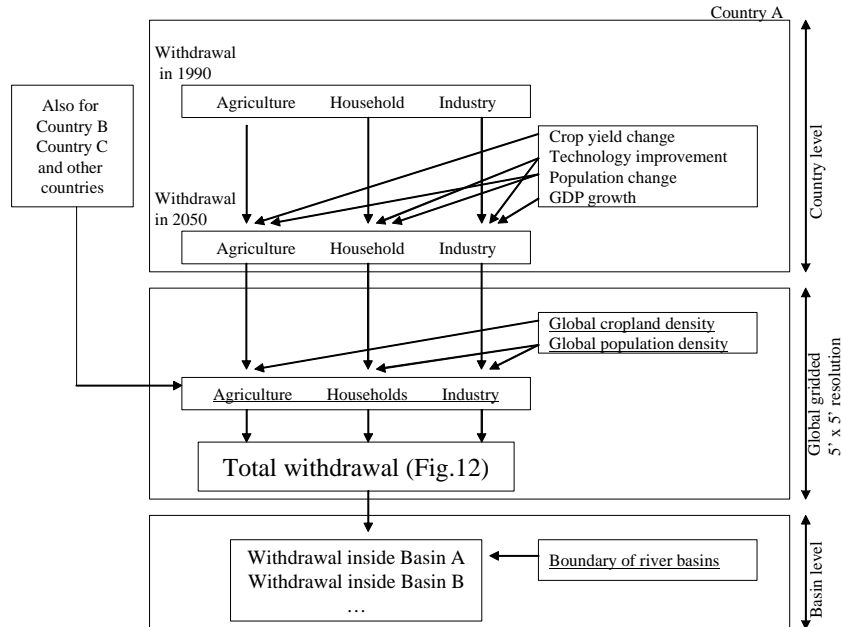 Country A
Withdrawal
in 1990
Agriculture Household Industry
Also for
Country B
Country C
and other
countries
Crop yield change
Technology improvement
Population change
GDP growth
Withdrawal
in 2050
Agriculture Household Industry
Country level
Global cropland density
Global population density
Agriculture Households Industry
Total withdrawal (Fig.12)
Global gridded
5’ x 5’ resolution
Withdrawal inside Basin A
Withdrawal inside Basin B
…
Boundary of river basins
Basin level